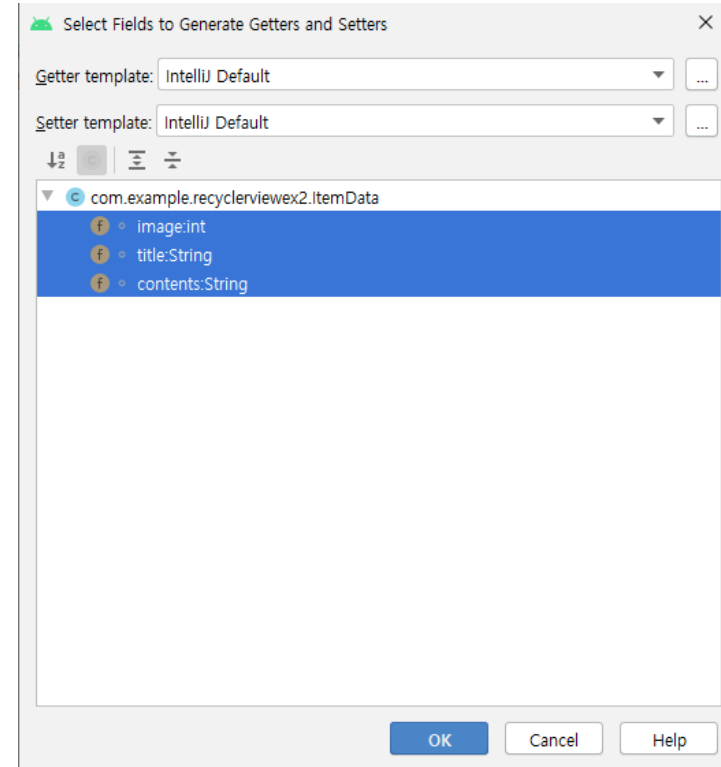 Select Fields to Generate Getters and Setters
Getter template: IntelliJ Default ...
Setter template: IntelliJ Default ...
com.example.recyclerviewex2.ItemData
image:int
title:String
contents:String
OK Cancel Help